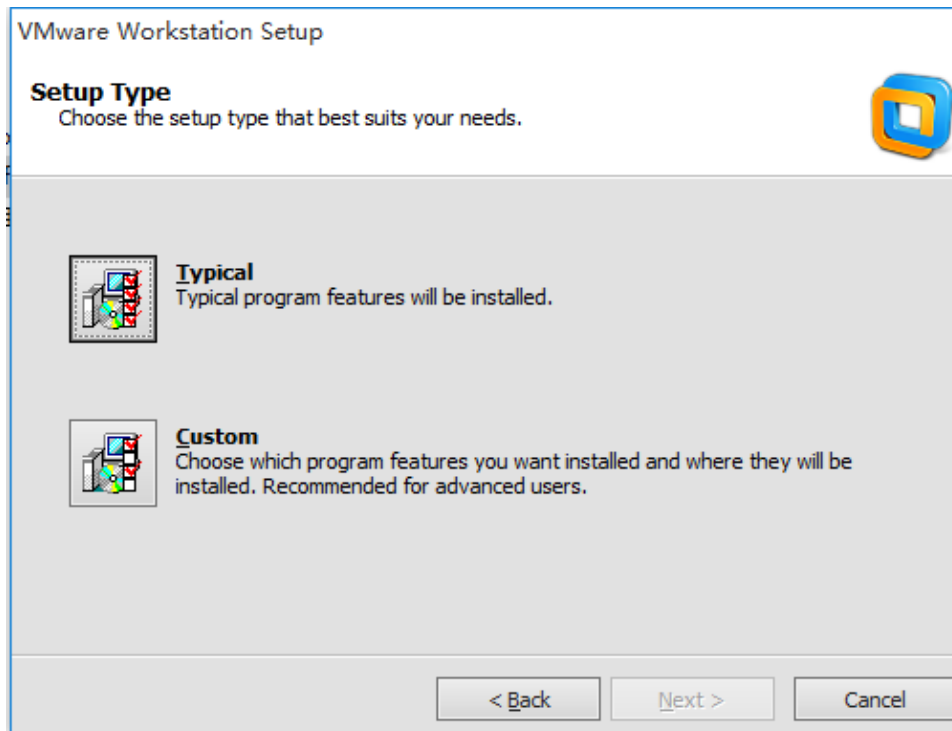 VMware Workstation Setup
Setup Type
Choose the setup type that best suits your needs.
Typical
Typical program features will be installed.
Custom
Choose which program features you want installed and where they will be
installed. Recommended for advanced users.
< Back
Next >
Cancel